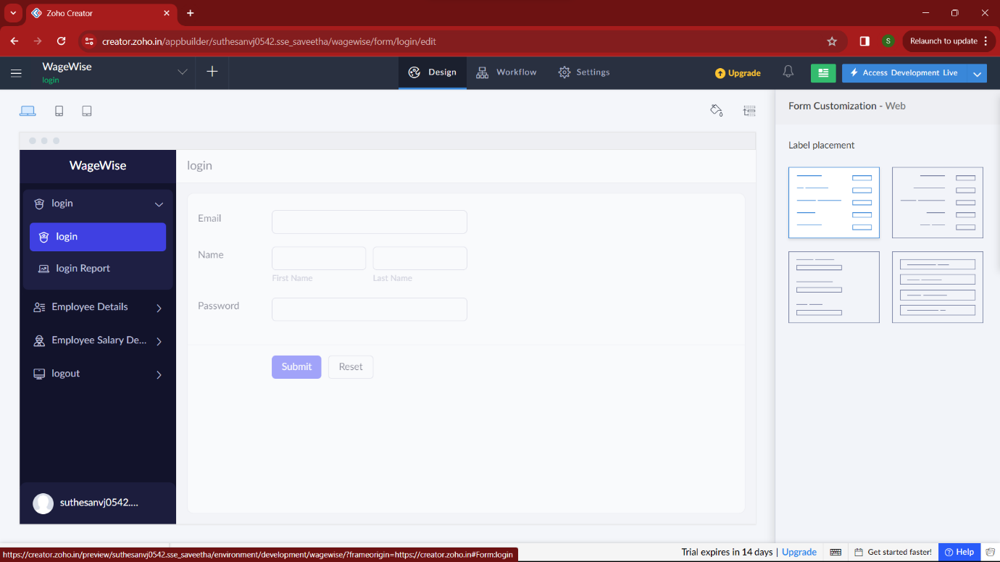 Zoho Creator
creator.zoho.in/appbuilder/suthesanvj0542.sse_saveetha/wagewise/form/login/edit
S
Relaunch to update
WageWise
login
Design
Workflow
Settings
Upgrade
Access Development Live
Form Customization - Web
Label placement
WageWise
login
login
login Report
Employee Details
Employee Salary De...
logout
suthesanvj0542....
login
Email
Name
First Name
Last Name
Password
Submit
Reset
https://creator.zoho.in/preview/suthesanvj0542.sse_saveetha/environment/development/wagewise/?frameorigin=https://creator.zoho.in#Form:login
Trial expires in 14 days | Upgrade
Get started faster!
Help